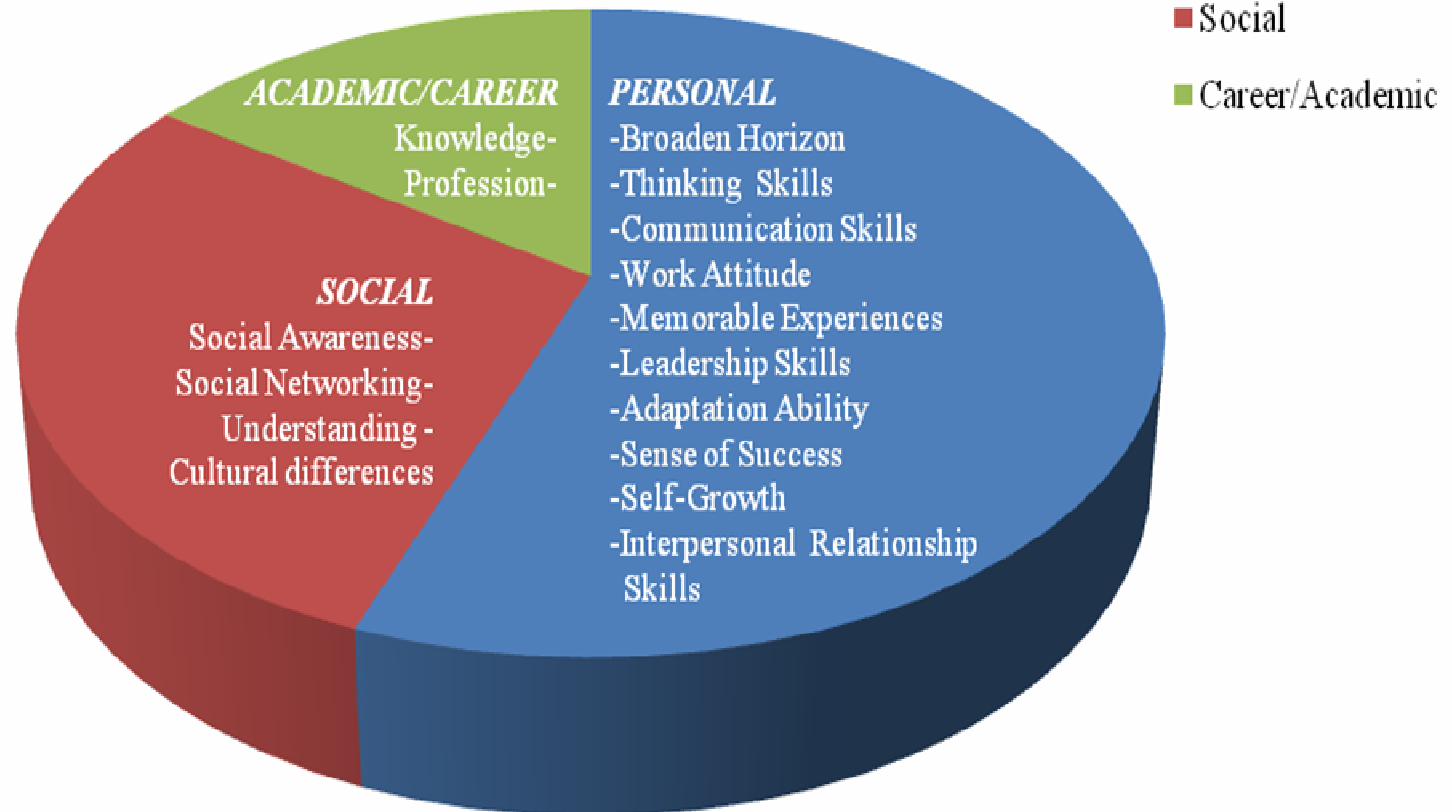 ACADEMIC/CAREER
Knowledge-
Profession-
PERSONAL
-Broaden Horizon
-Thinking Skills
-Communication Skills
-Work Attitude
-Memorable Experiences
-Leadership Skills
-Adaptation Ability
-Sense of Success
-Self-Growth
-Interpersonal Relationship
Skills
SOCIAL
Social Awareness-
Social Networking-
Understanding -
Cultural differences
Social
Career/Academic